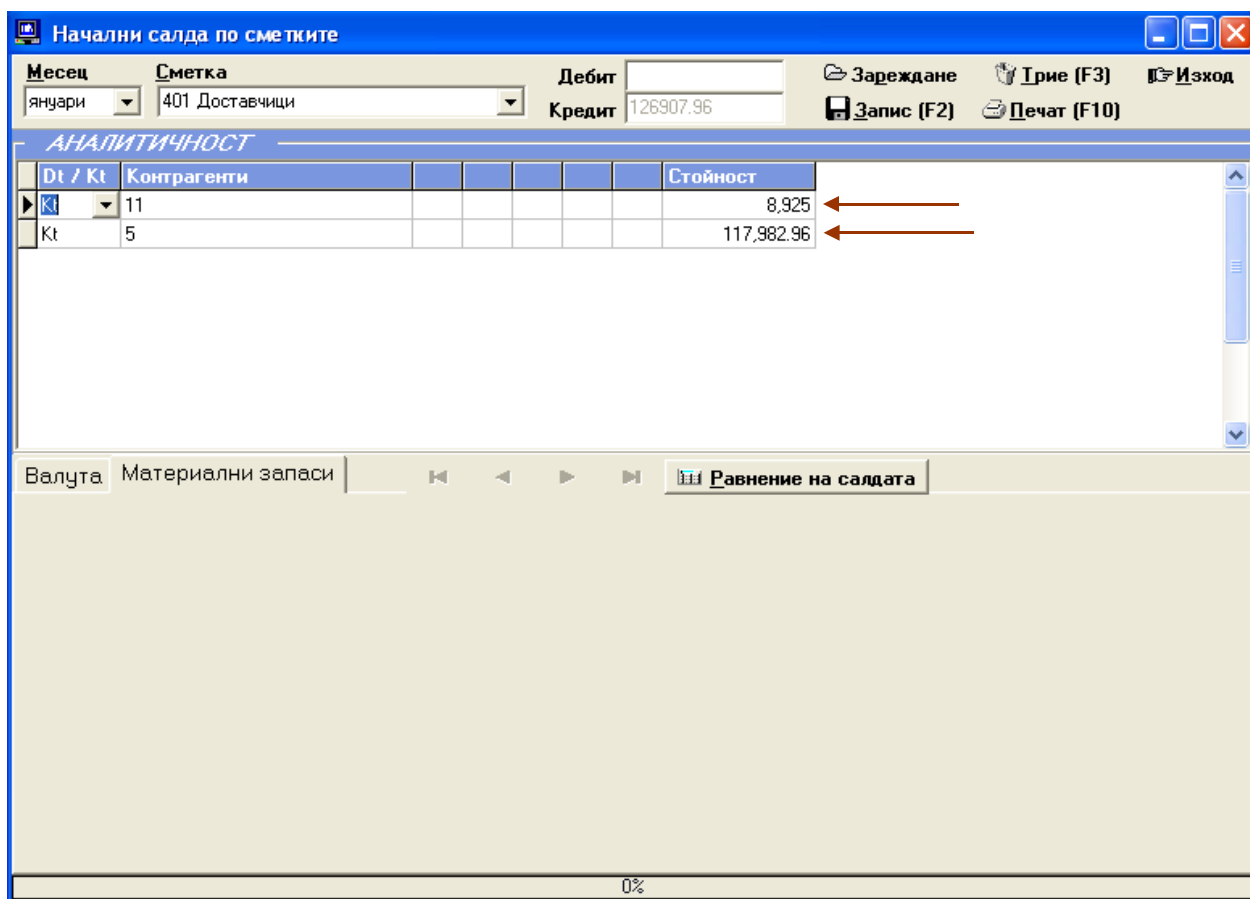 Начални салда по сметките
Месец Сметка Дебит Зареждане Трие (F3) Изход
януари 401 Доставчици Кредит 126907.96 Запис (F2) Печат (F10)
АНАЛИТИЧНОСТ
Dt / Kt Контрагенти Стойност
Kt 11 8,925
Kt 5 117,982.96
Валута Материални запаси Равнение на салдата
0%